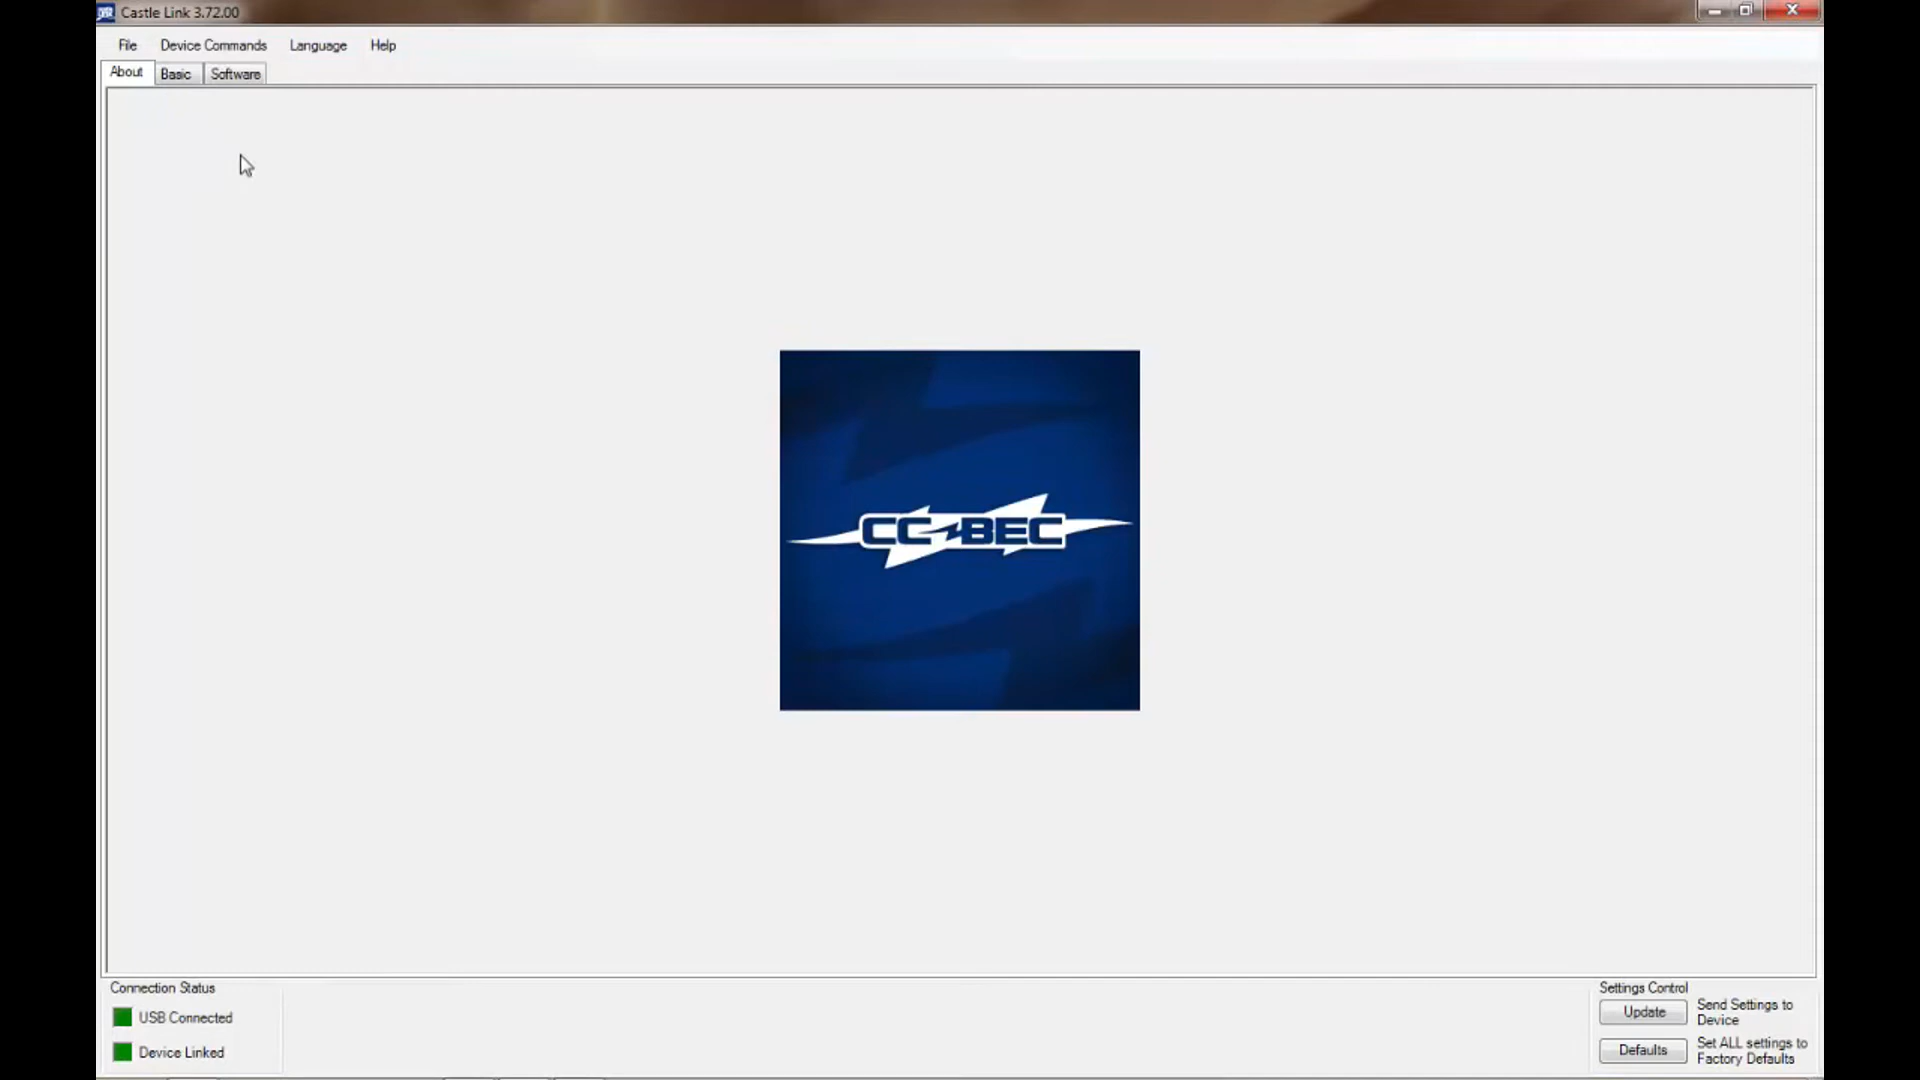 Castle Link 3.72.00
File Device Commands Language Help
About Basic Software
CC BEC
Connection Status
USB Connected
Device Linked
Settings Control
Update
Send Settings to
Device
Defaults
Set ALL settings to
Factory Defaults